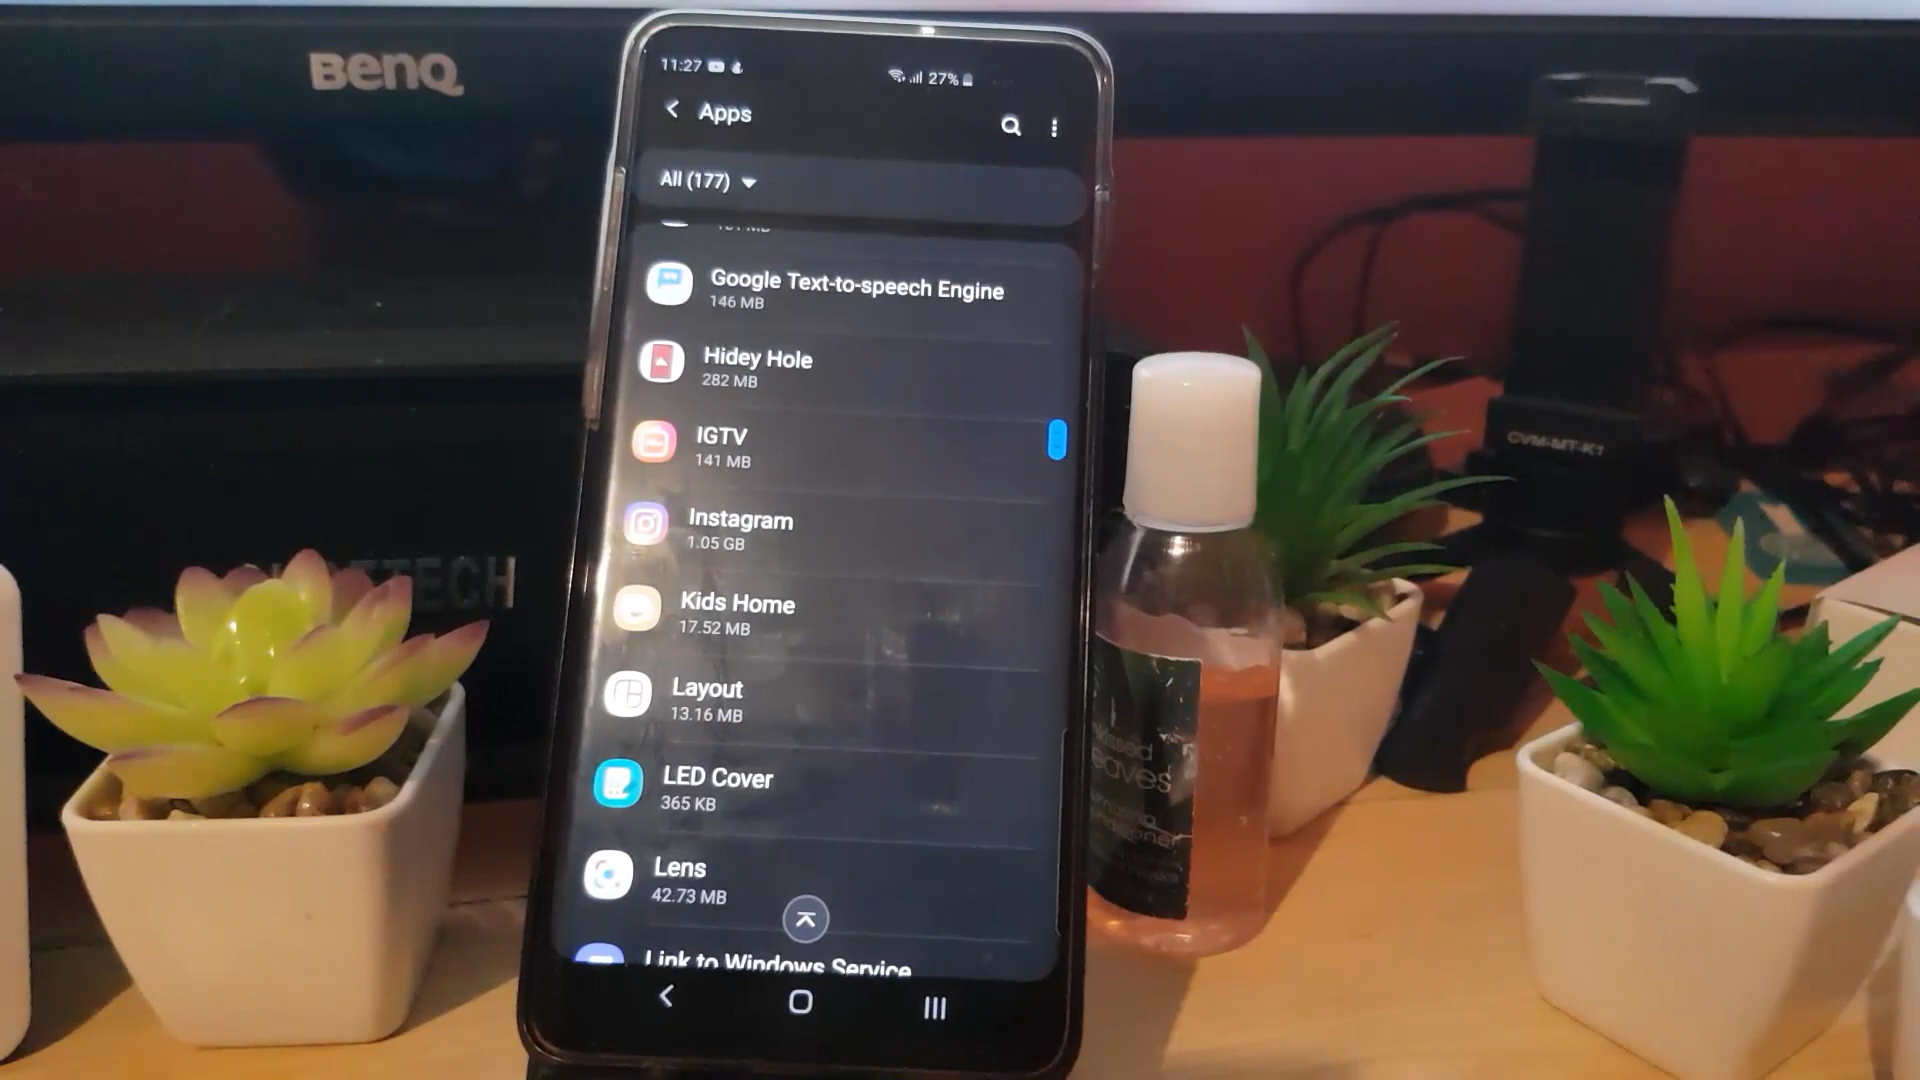 BenQ
11:27
27%
Apps
All (177)
Google Text-to-speech Engine
146 MB
Hidey Hole
282 MB
IGTV
141 MB
Instagram
1.05 GB
Kids Home
17.52 MB
Layout
13.16 MB
LED Cover
365 KB
Lens
42.73 MB
Link to Windows Service
CVM-MT-K1